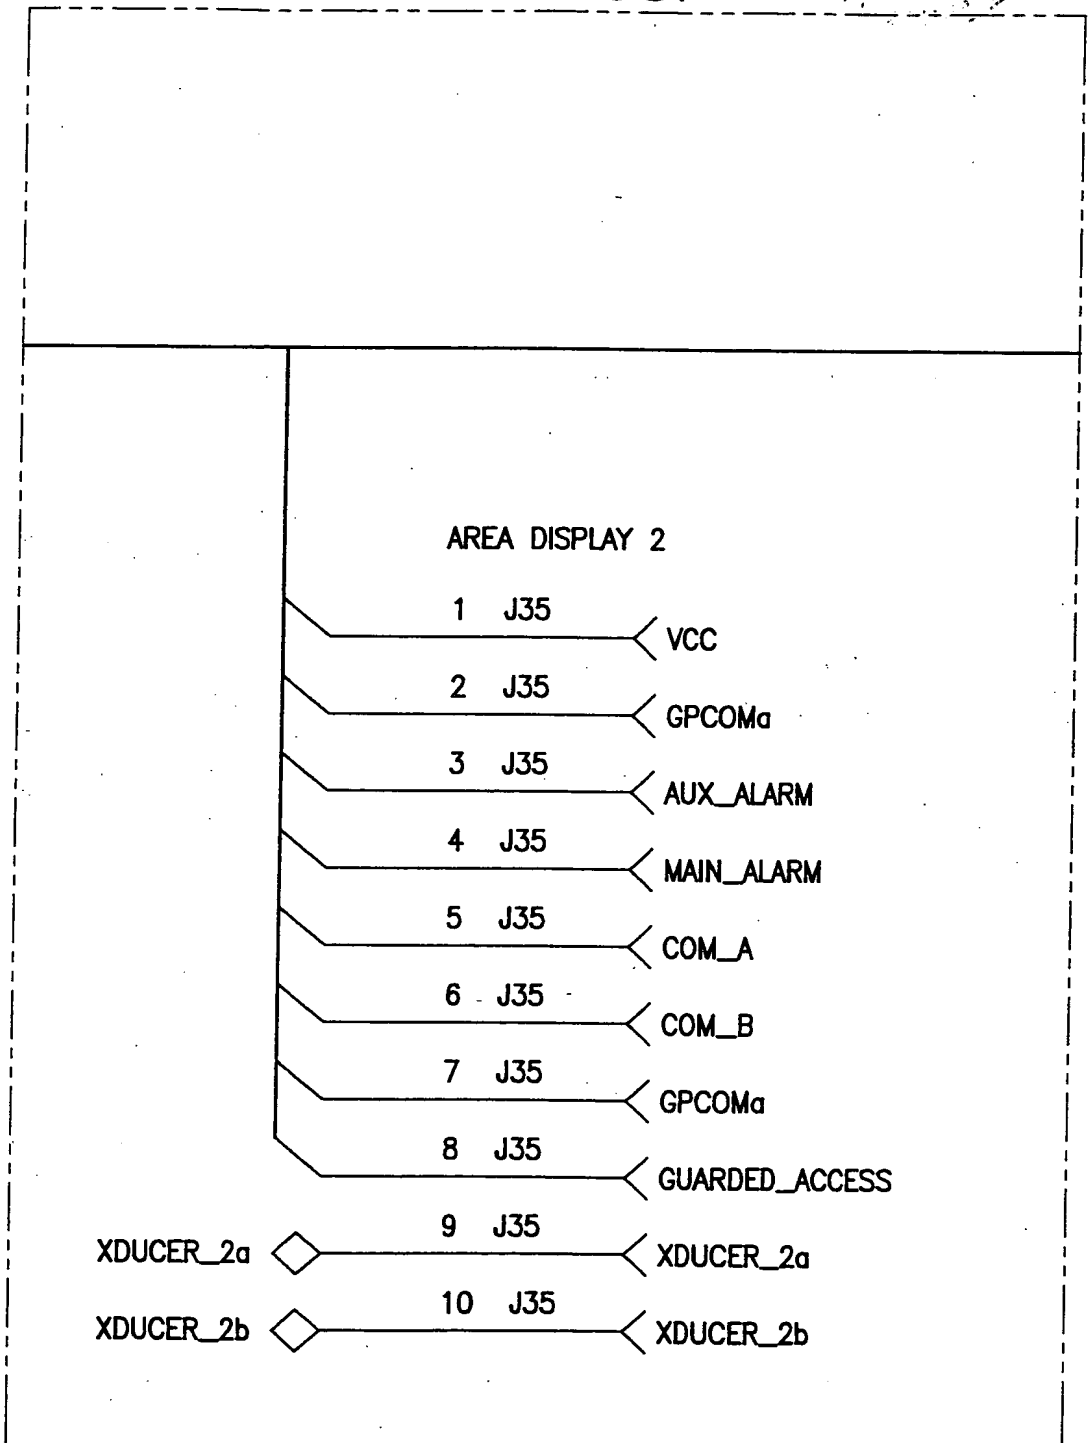 AREA DISPLAY 2
1 J35
VCC
2 J35
GPCOMa
3 J35
AUX_ALARM
4 J35
MAIN_ALARM
5 J35
COM_A
6 J35
COM_B
7 J35
GPCOMa
8 J35
GUARDED_ACCESS
9 J35
XDUCER_2a XDUCER_2a
10 J35
XDUCER_2b XDUCER_2b